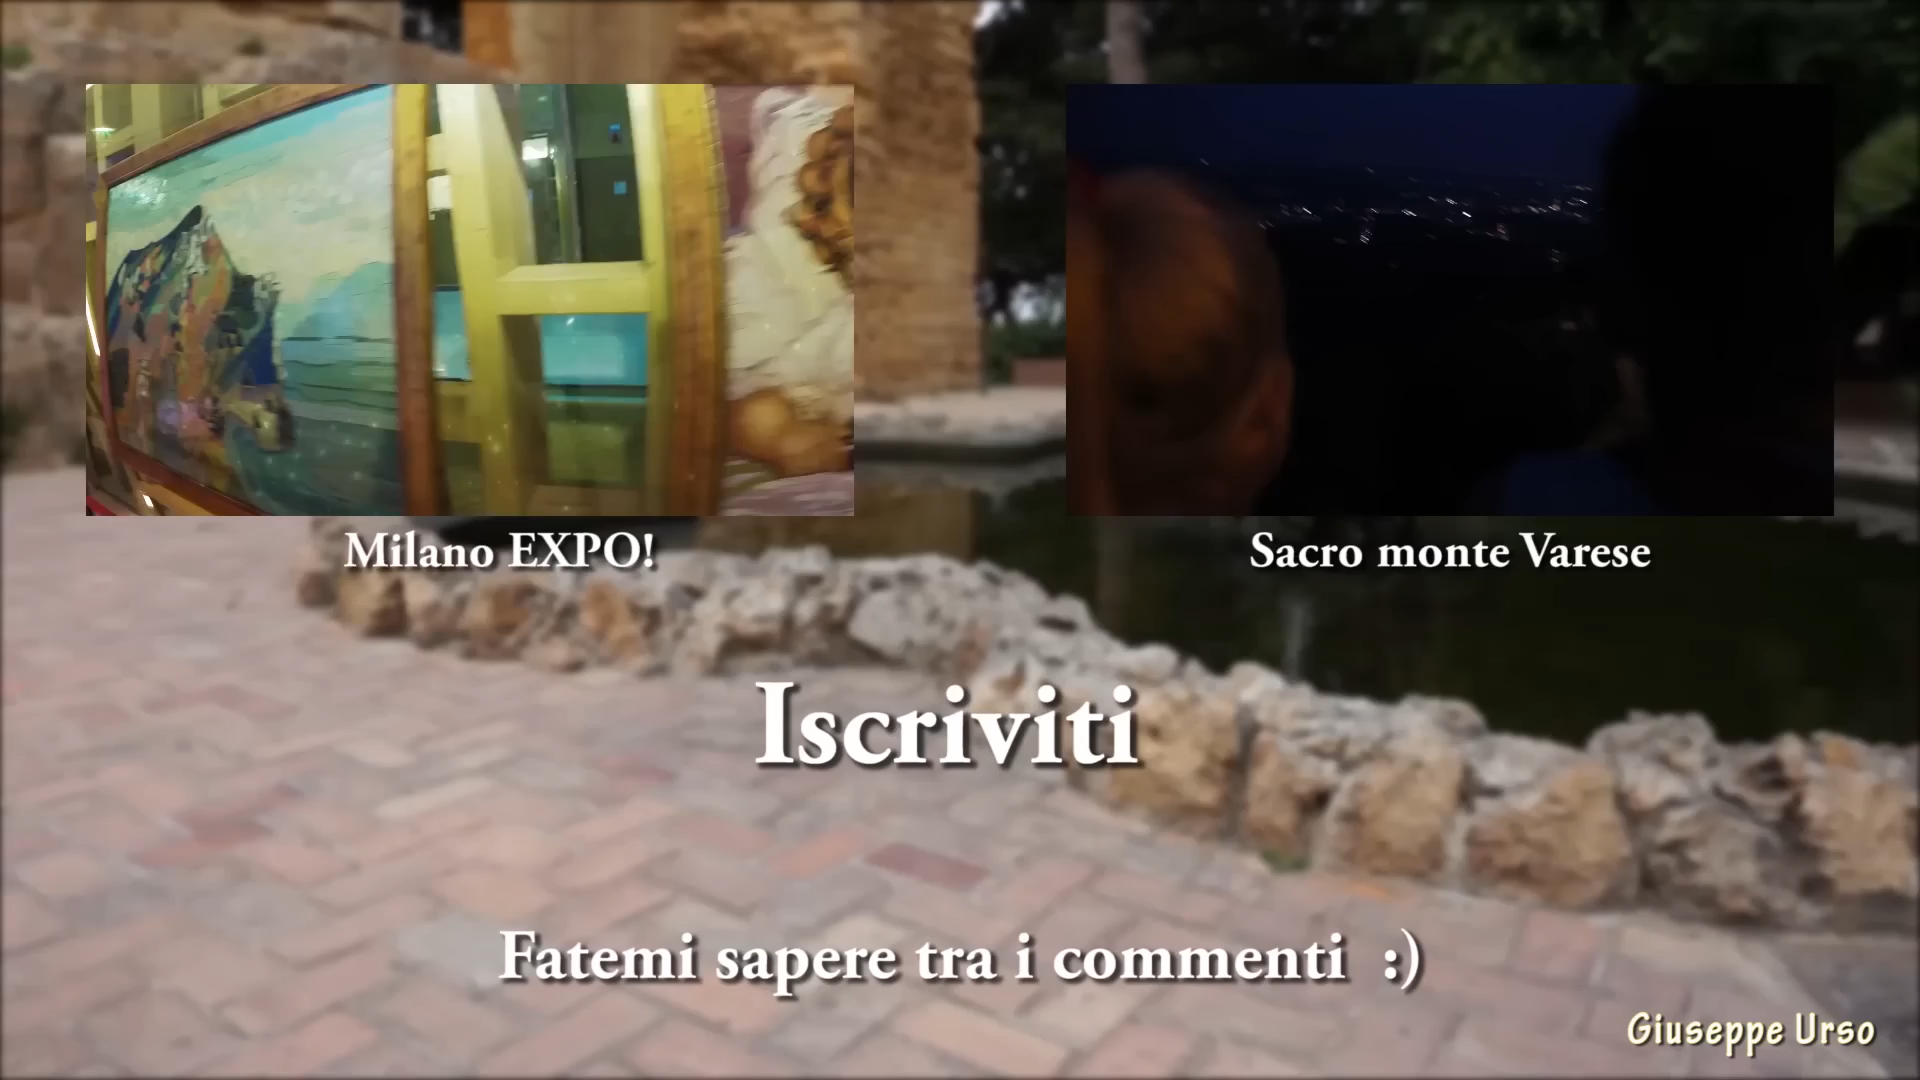 Milano EXPO!
Sacro monte Varese
Iscriviti
Fatemi sapere tra i commenti :)
Giuseppe Urso